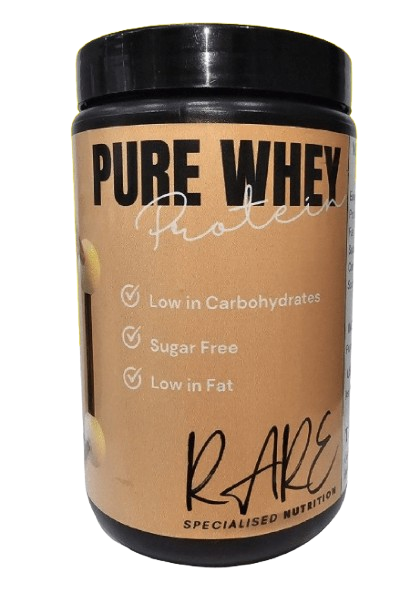 PURE WHEY
Protein
Low in Carbohydrates
Sugar Free
Low in Fat
RARE
SPECIALISED NUTRITION